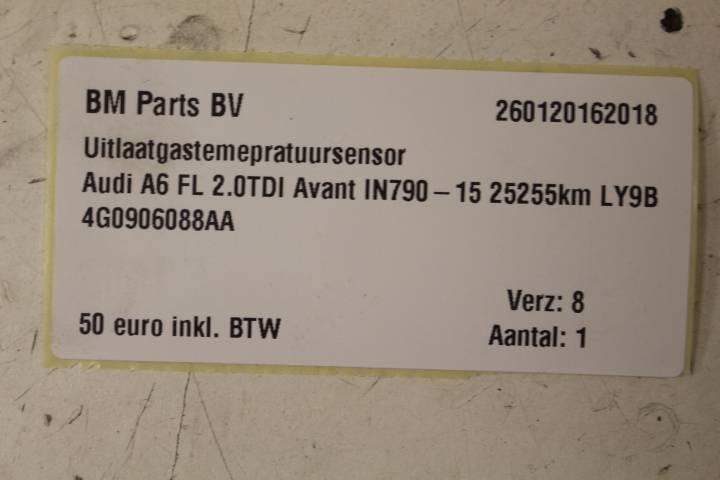 BM Parts BV 260120162018
Uitlaatgastemepratuursensor
Audi A6 FL 2.0TDI Avant IN790 – 15 25255km LY9B
4G0906088AA
Verz: 8
50 euro inkl. BTW Aantal: 1